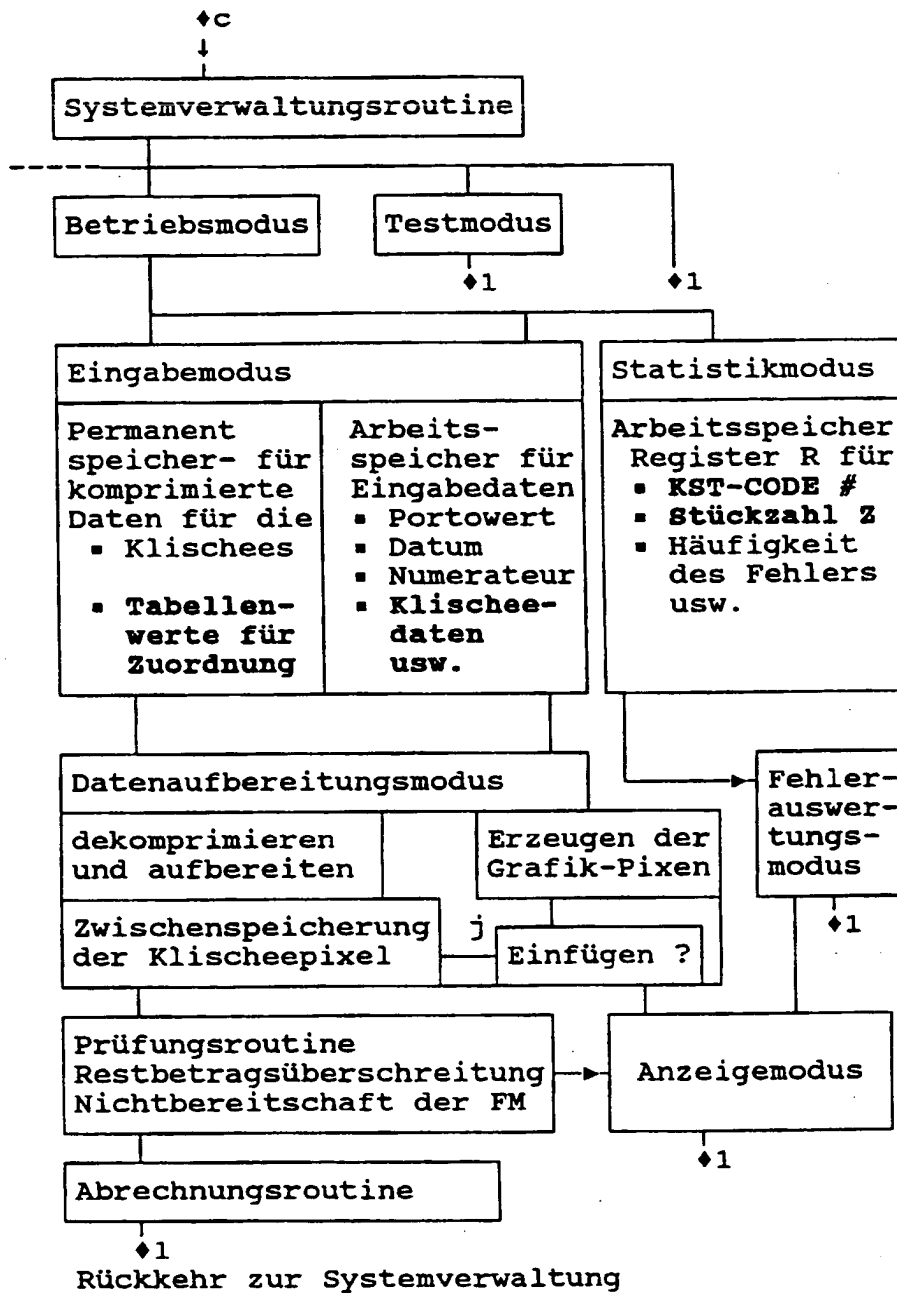 ♦c
Systemverwaltungsroutine
Betriebsmodus
Testmodus
♦1
♦1
Eingabemodus
Permanent
speicher- für
komprimierte
Daten für die
▪ Klischees
▪ Tabellen-
werte für
Zuordnung
Arbeits-
speicher für
Eingabedaten
▪ Portowert
▪ Datum
▪ Numerateur
▪ Klischee-
daten
usw.
Statistikmodus
Arbeitsspeicher
Register R für
▪ KST-CODE #
▪ Stückzahl Z
▪ Häufigkeit
des Fehlers
usw.
Datenaufbereitungsmodus
dekomprimieren
und aufbereiten
Erzeugen der
Grafik-Pixen
Zwischenspeicherung
der Klischeepixel
j
Einfügen ?
Fehler-
auswer-
tungs-
modus
♦1
Prüfungsroutine
Restbetragsüberschreitung
Nichtbereitschaft der FM
Anzeigemodus
♦1
Abrechnungsroutine
♦1
Rückkehr zur Systemverwaltung